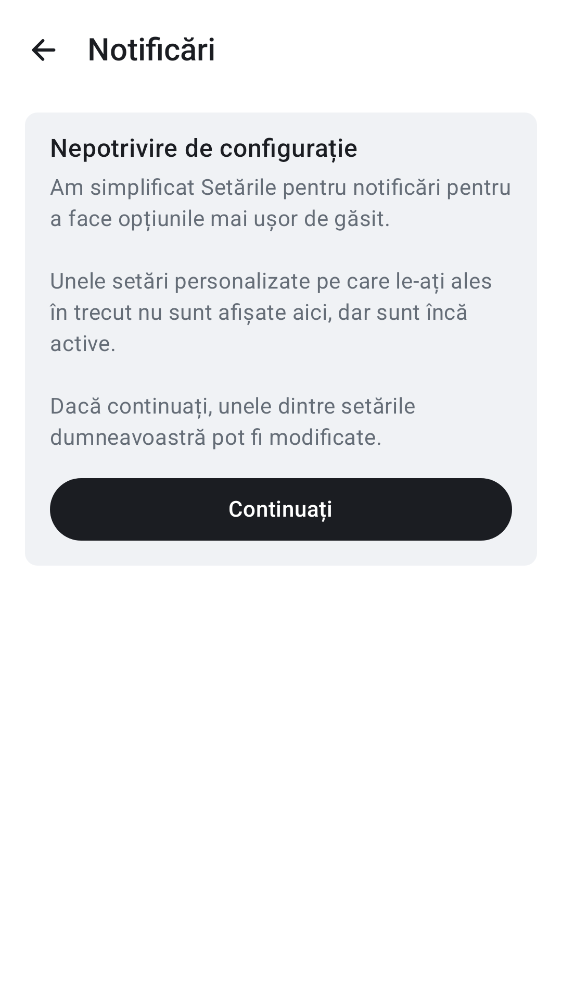 Notificări
Nepotrivire de configurație
Am simplificat Setările pentru notificări pentru
a face opțiunile mai ușor de găsit.
Unele setări personalizate pe care le-ați ales
în trecut nu sunt afișate aici, dar sunt încă
active.
Dacă continuați, unele dintre setările
dumneavoastră pot fi modificate.
Continuați